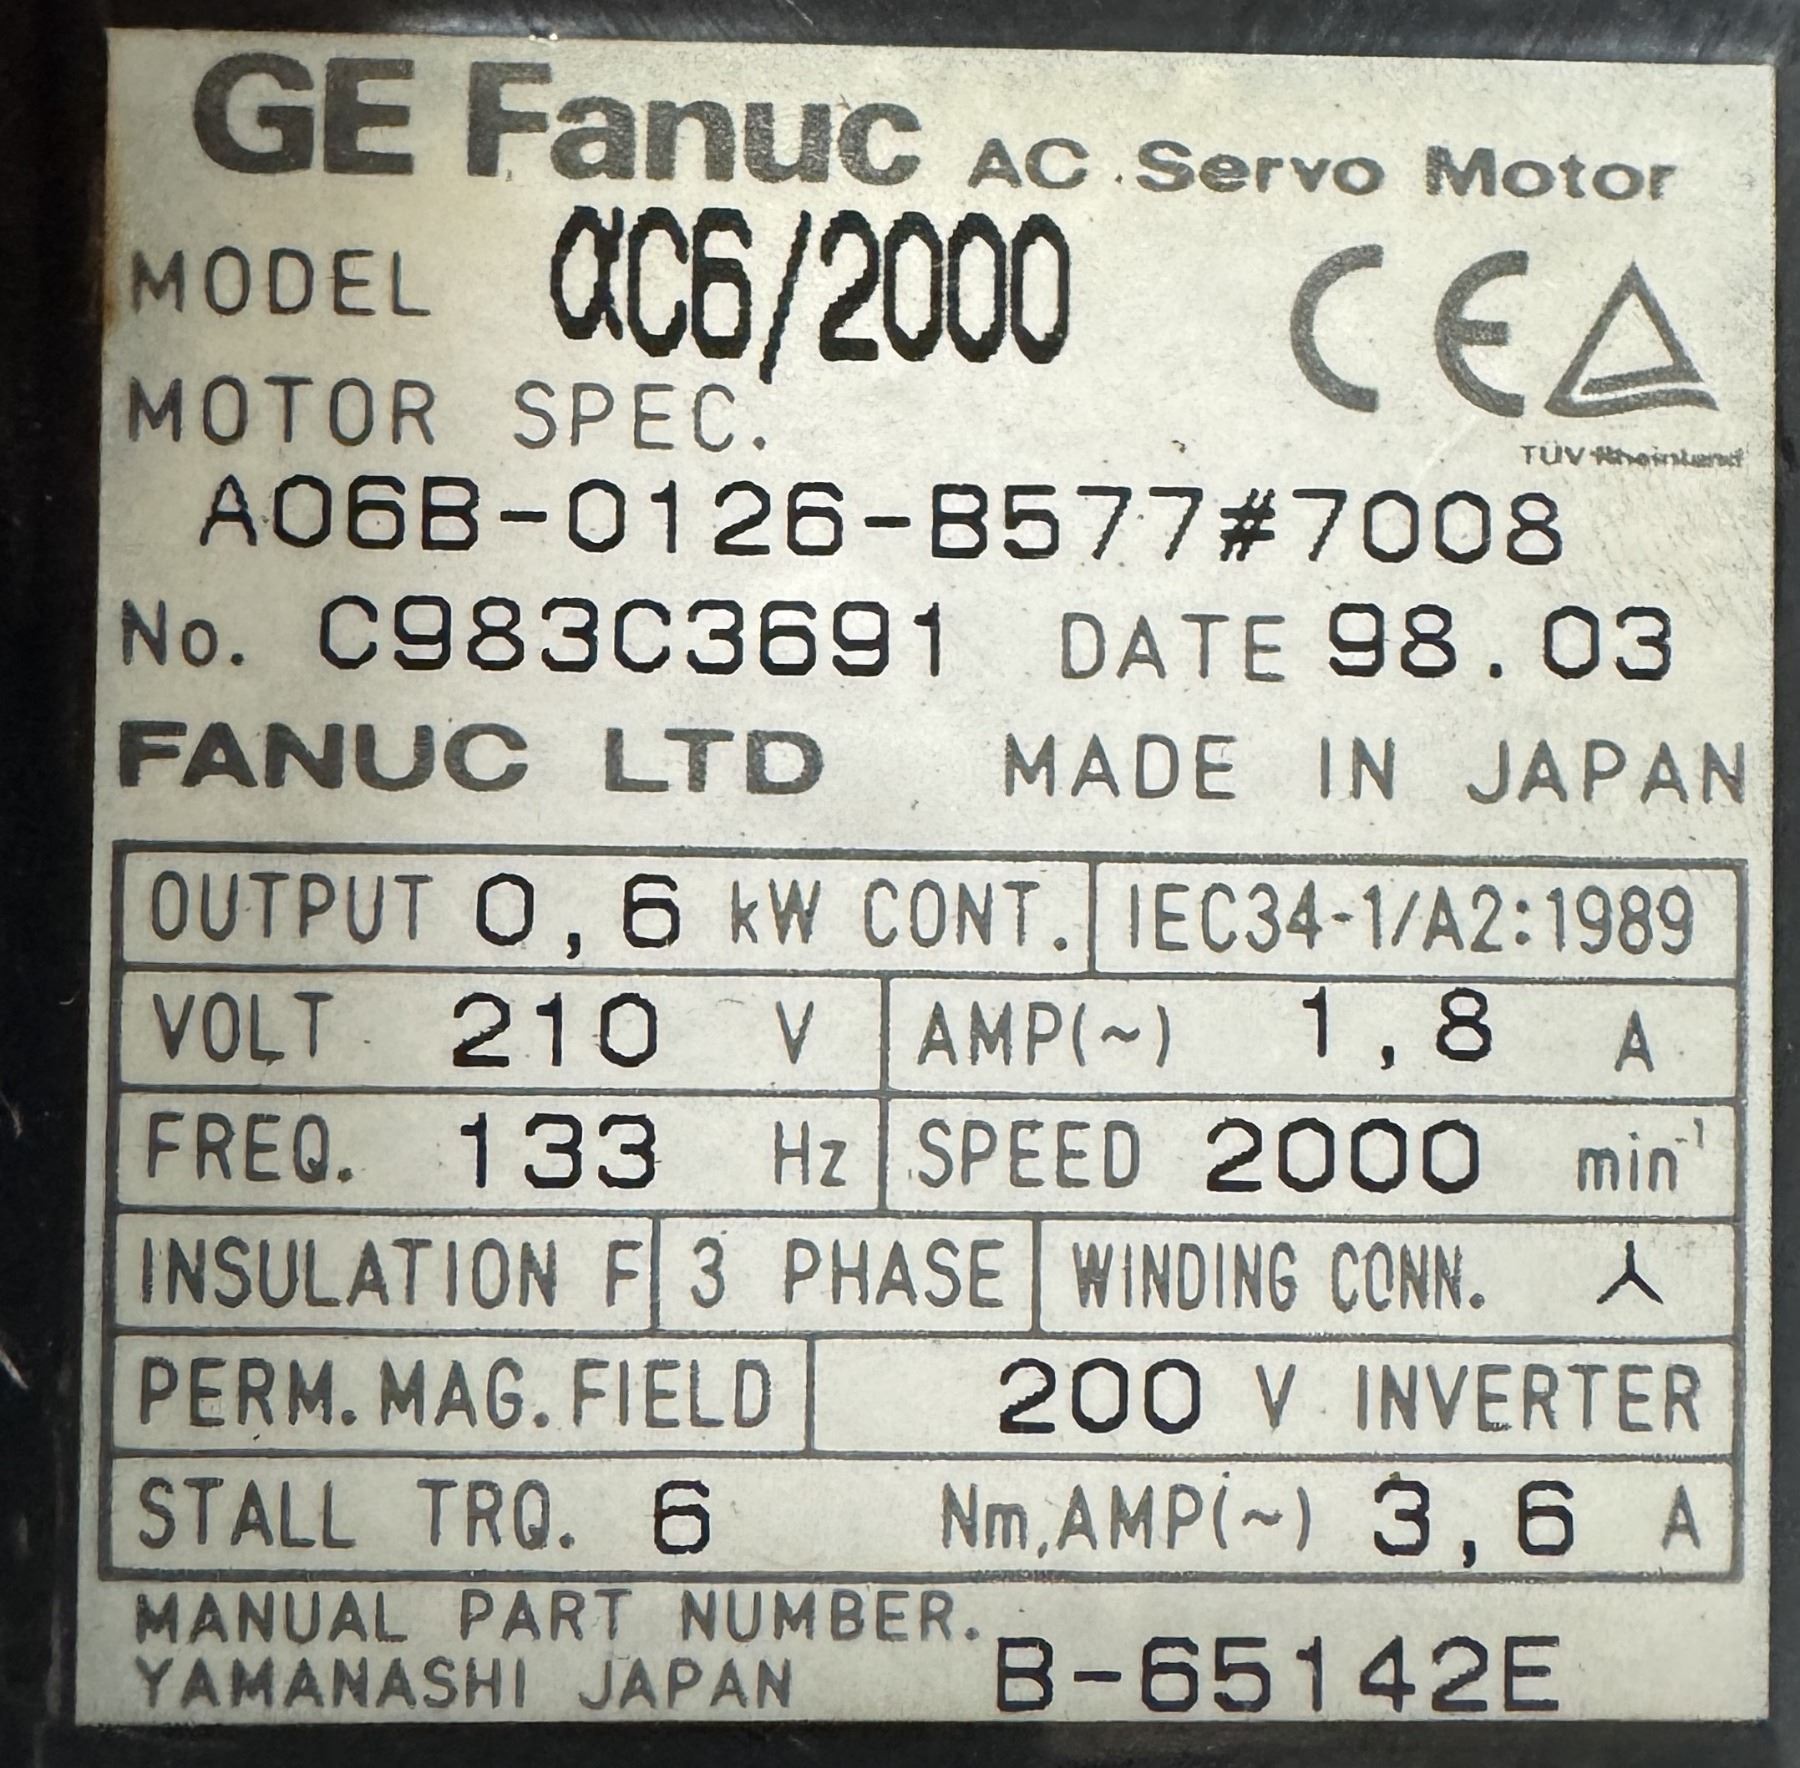 GE Fanuc AC Servo Motor
MODEL αC6/2000 CE
MOTOR SPEC.
TÜV Rheinland
A06B-0126-B577#7008
No. C983C3691 DATE 98.03
FANUC LTD MADE IN JAPAN
OUTPUT 0,6 kW CONT. IEC34-1/A2:1989
VOLT 210 V AMP(~) 1,8 A
FREQ. 133 Hz SPEED 2000 min⁻¹
INSULATION F 3 PHASE WINDING CONN.
PERM.MAG.FIELD 200 V INVERTER
STALL TRQ. 6 Nm,AMP(~) 3,6 A
MANUAL PART NUMBER.
YAMANASHI JAPAN B-65142E